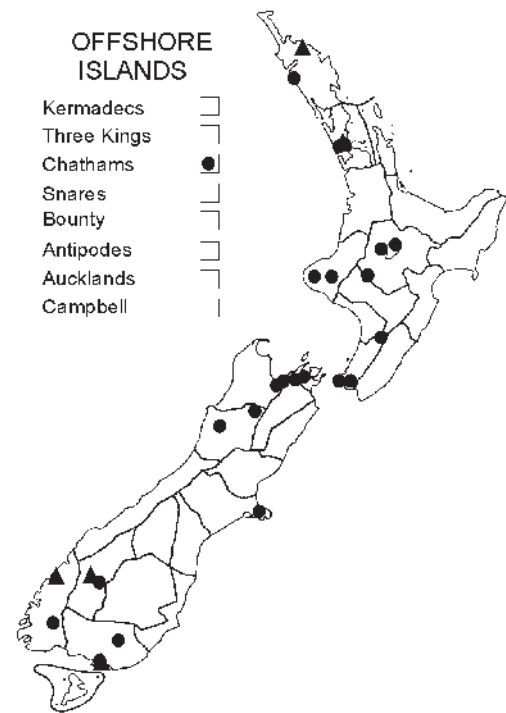 OFFSHORE
ISLANDS
Kermadecs
Three Kings
Chathams
Snares
Bounty
Antipodes
Aucklands
Campbell